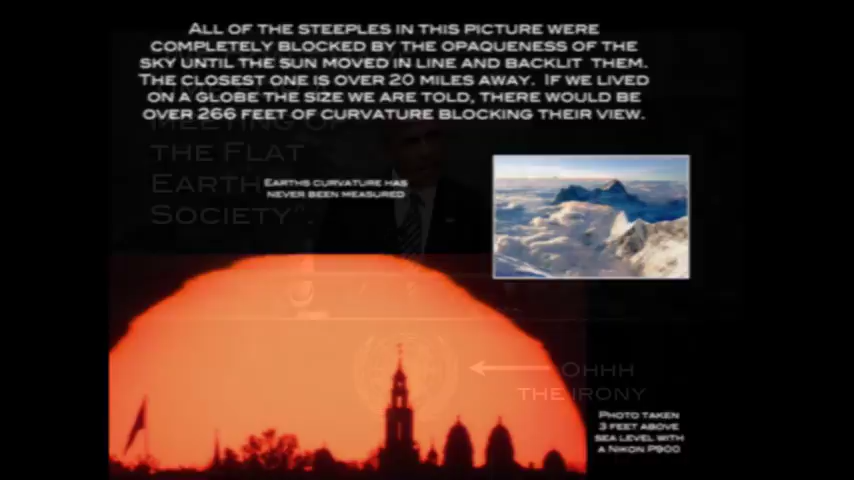 ALL OF THE STEEPLES IN THIS PICTURE WERE
COMPLETELY BLOCKED BY THE OPAQUENESS OF THE
SKY UNTIL THE SUN MOVED IN LINE AND BACKLIT THEM.
THE CLOSEST ONE IS OVER 20 MILES AWAY. IF WE LIVED
ON A GLOBE THE SIZE WE ARE TOLD, THERE WOULD BE
OVER 266 FEET OF CURVATURE BLOCKING THEIR VIEW.
MEETING OF
THE FLAT
EARTH
SOCIETY".
EARTHS CURVATURE HAS
NEVER BEEN MEASURED
OHHH
THE IRONY
PHOTO TAKEN
3 FEET ABOVE
SEA LEVEL WITH
A NIKON P900